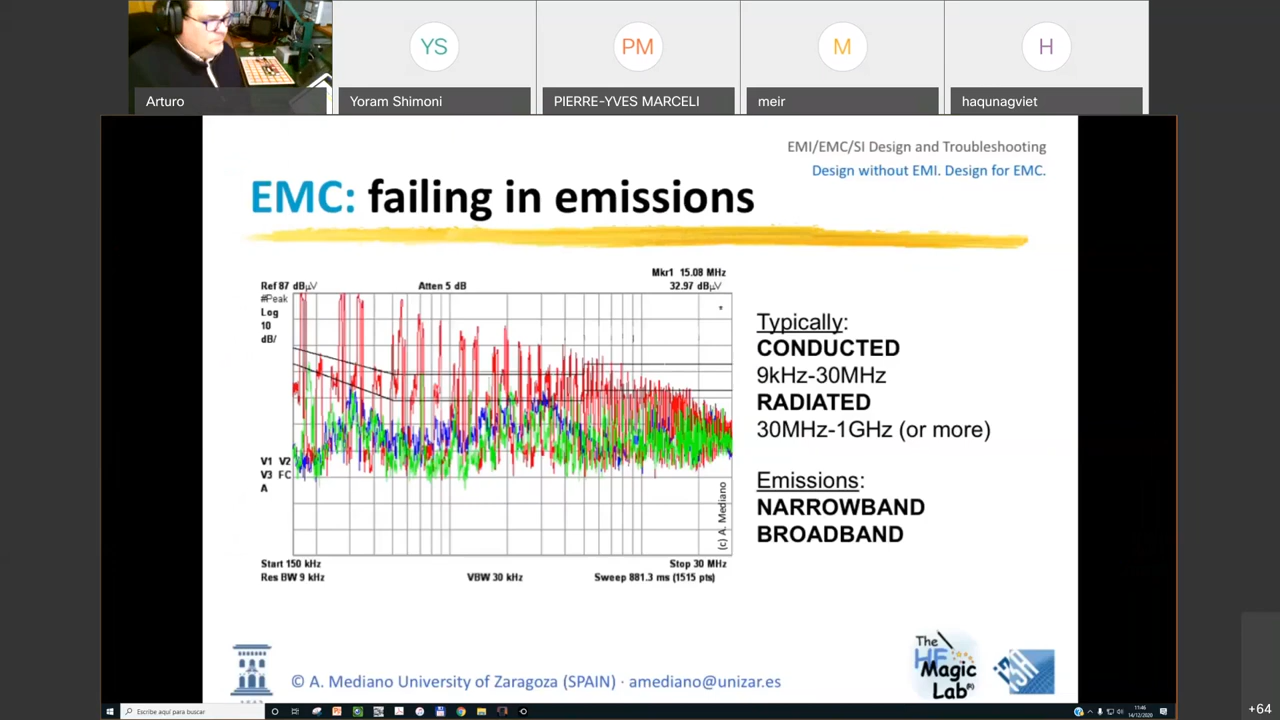 YS
PM
M
H
Arturo
Yoram Shimoni
PIERRE-YVES MARCELI
meir
haqunagviet
EMI/EMC/SI Design and Troubleshooting
Design without EMI. Design for EMC.
EMC: failing in emissions
Mkr1 15.08 MHz
Ref 87 dBμV
Atten 5 dB
32.97 dBμV
#Peak
Log
10
dB/
V1 V2
V3 FC
A
(c) A. Mediano
Start 150 kHz
Stop 30 MHz
Res BW 9 kHz
VBW 30 kHz
Sweep 881.3 ms (1515 pts)
Typically:
CONDUCTED
9kHz-30MHz
RADIATED
30MHz-1GHz (or more)
Emissions:
NARROWBAND
BROADBAND
© A. Mediano University of Zaragoza (SPAIN) · amediano@unizar.es
The
HF
Magic
Lab
Escribe aquí para buscar
11:46
14/12/2020
+64